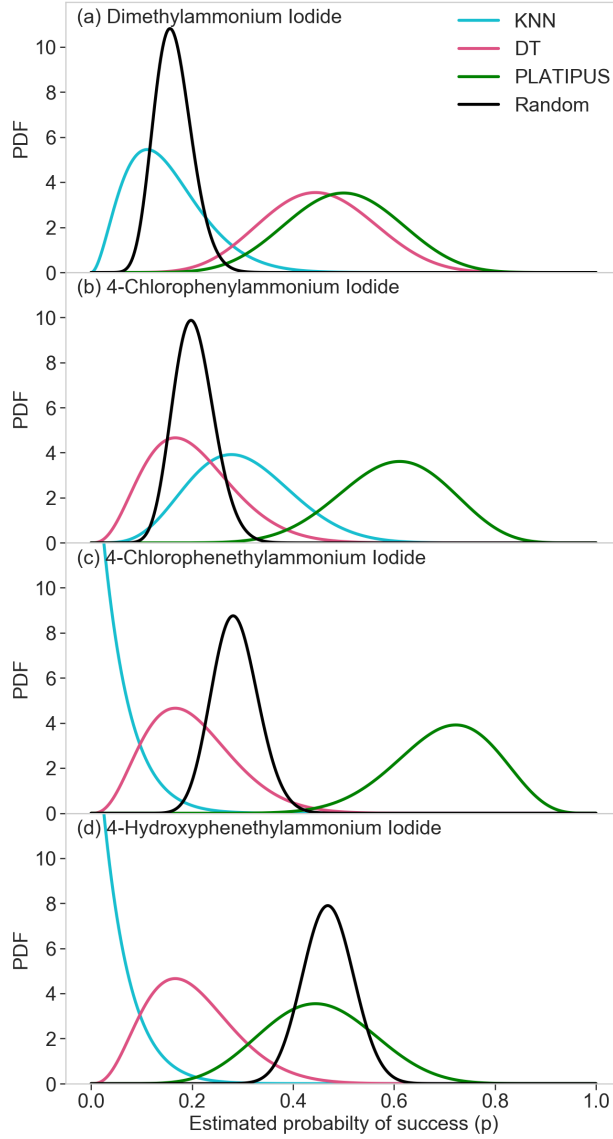 (a) Dimethylammonium Iodide
KNN
DT
PLATIPUS
Random
PDF
10
8
6
4
2
0
(b) 4-Chlorophenylammonium Iodide
PDF
10
8
6
4
2
0
(c) 4-Chlorophenethylammonium Iodide
PDF
10
8
6
4
2
0
(d) 4-Hydroxyphenethylammonium Iodide
PDF
10
8
6
4
2
0
0.0 0.2 0.4 0.6 0.8 1.0
Estimated probabilty of success (p)